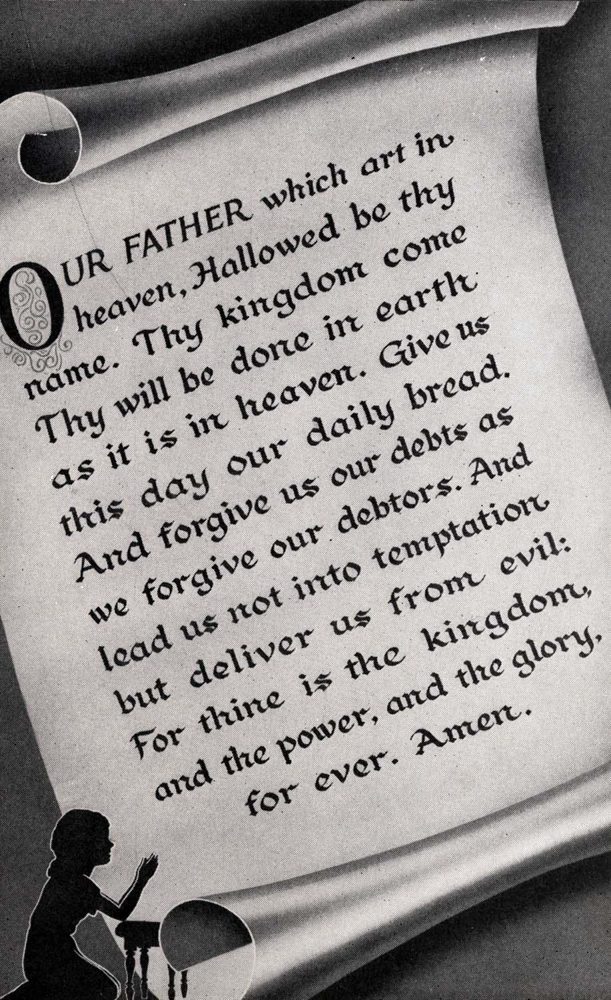 OUR FATHER which art in
heaven, Hallowed be thy
name. Thy kingdom come
Thy will be done in earth
as it is in heaven. Give us
this day our daily bread.
And forgive us our debts as
we forgive our debtors. And
lead us not into temptation
but deliver us from evil:
For thine is the kingdom,
and the power, and the glory,
for ever. Amen.